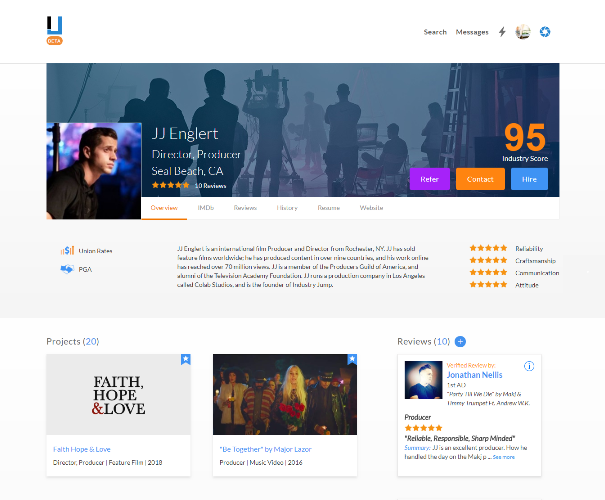 IJ
BETA
Search Messages
JJ Englert
Director, Producer
Seal Beach, CA
10 Reviews
95
Industry Score
Refer Contact Hire
Overview IMDb Reviews History Resume Website
Union Rates
PGA
JJ Englert is an international film Producer and Director from Rochester, NY. JJ has sold
feature films worldwide; he has produced content in over nine countries, and his work online
has reached over 70 million views. JJ is a member of the Producers Guild of America, and
alumni of the Television Academy Foundation. JJ runs a production company in Los Angeles
called Colab Studios, and is the founder of Industry Jump.
Reliability
Craftsmanship
Communication
Attitude
Projects (20)
FAITH,
HOPE
&LOVE
Faith Hope & Love
Director, Producer | Feature Film | 2018
"Be Together" by Major Lazor
Producer | Music Video | 2016
Reviews (10) +
Verified Review by:
Jonathan Nellis
1st AD
"Party Till We Die" by Makj &
Timmy Trumpet Ft. Andrew W.K.
Producer
"Reliable, Responsible, Sharp Minded"
Summary: JJ is an excellent producer. How he
handled the day on the Makj p ... See more